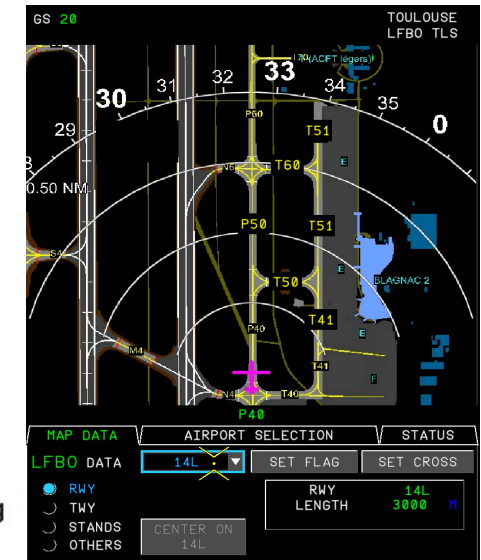 GS 20
TOULOUSE
LFBO TLS
(ACFT légers)
30
31
32
33
34
35
0
29
P60
T51
E
N5
T60
0.50 NM
P50
T51
S4
E
BLAGNAC 2
T50
T41
P40
E
M4
T41
F
N4
T40
P40
MAP DATA
AIRPORT SELECTION
STATUS
LFBO DATA
14L
SET FLAG
SET CROSS
RWY
TWY
STANDS
OTHERS
CENTER ON
14L
RWY 14L
LENGTH 3000 M